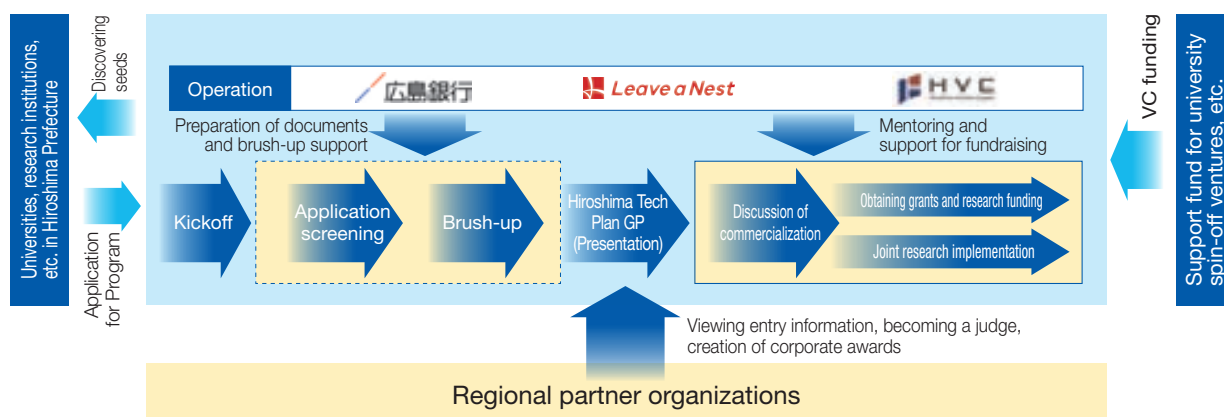 Universities, research institutions,
etc. in Hiroshima Prefecture
Discovering
seeds
Application
for Program
Operation
広島銀行
Leave a Nest
HVC
Preparation of documents
and brush-up support
Mentoring and
support for fundraising
Kickoff
Application
screening
Brush-up
Hiroshima Tech
Plan GP
(Presentation)
Discussion of
commercialization
Obtaining grants and research funding
Joint research implementation
VC funding
Support fund for university
spin-off ventures, etc.
Viewing entry information, becoming a judge,
creation of corporate awards
Regional partner organizations